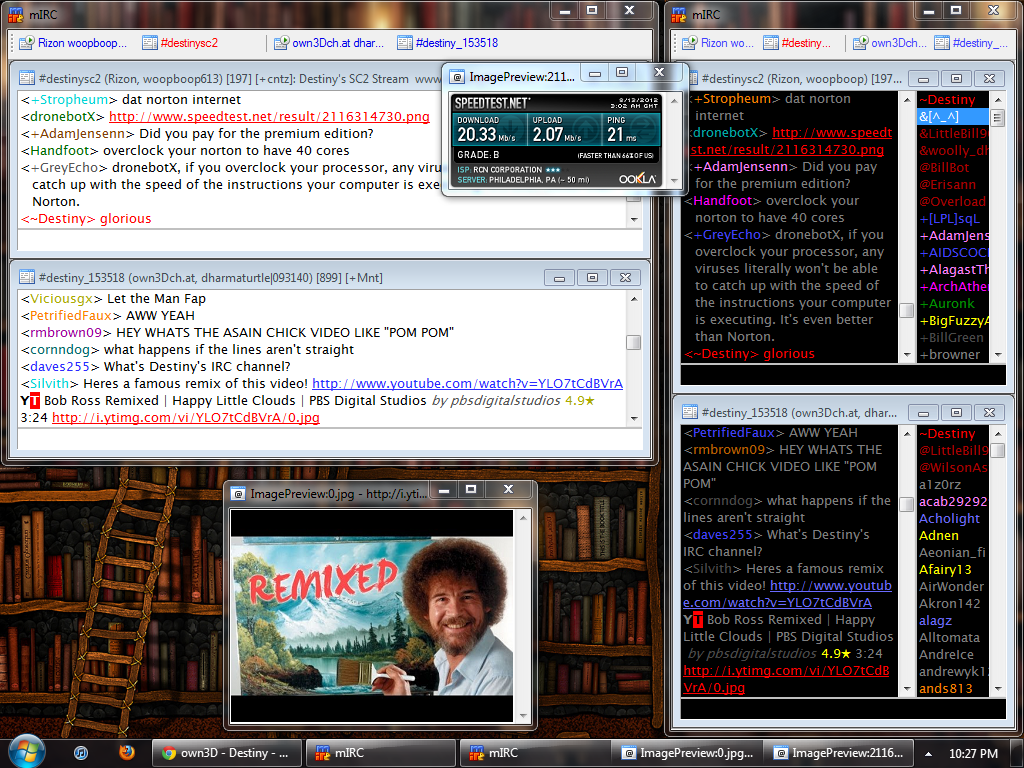 mIRC
Rizon woopboop...
#destinysc2
own3Dch.at dhar...
#destiny_153518
#destinysc2 (Rizon, woopboop613) [197] [+cntz]: Destiny's SC2 Stream www
<+Stropheum> dat norton internet
<dronebotX> http://www.speedtest.net/result/2116314730.png
<+AdamJensenn> Did you pay for the premium edition?
<Handfoot> overclock your norton to have 40 cores
<+GreyEcho> dronebotX, if you overclock your processor, any viru
catch up with the speed of the instructions your computer is exe
Norton.
<~Destiny> glorious
#destiny_153518 (own3Dch.at, dharmaturtle|093140) [899] [+Mnt]
<Viciousgx> Let the Man Fap
<PetrifiedFaux> AWW YEAH
<rmbrown09> HEY WHATS THE ASAIN CHICK VIDEO LIKE "POM POM"
<cornndog> what happens if the lines aren't straight
<daves255> What's Destiny's IRC channel?
<Silvith> Heres a famous remix of this video! http://www.youtube.com/watch?v=YLO7tCdBVrA
YT Bob Ross Remixed | Happy Little Clouds | PBS Digital Studios by pbsdigitalstudios 4.9★
3:24 http://i.ytimg.com/vi/YLO7tCdBVrA/0.jpg
ImagePreview:211...
SPEEDTEST.NET
9/13/2012
3:02 AM GMT
DOWNLOAD
20.33 Mb/s
UPLOAD
2.07 Mb/s
PING
21 ms
GRADE: B
(FASTER THAN 66% OF US)
ISP: RCN CORPORATION ★★★
SERVER: PHILADELPHIA, PA (~ 50 mi)
OOKLA
mIRC
Rizon wo...
#destiny...
own3Dch...
#destiny_...
#destinysc2 (Rizon, woopboop) [197...
<+Stropheum> dat norton
internet
<dronebotX> http://www.speedt
est.net/result/2116314730.png
<+AdamJensenn> Did you pay
for the premium edition?
<Handfoot> overclock your
norton to have 40 cores
<+GreyEcho> dronebotX, if you
overclock your processor, any
viruses literally won't be able
to catch up with the speed of
the instructions your computer
is executing. It's even better
than Norton.
<~Destiny> glorious
~Destiny
&[^_^]
&LittleBill9
&woolly_dh
@BillBot
@Erisann
@Overload
+[LPL]sqL
+AdamJens
+AIDSCOC
+AlagastTh
+ArchAthe
+Auronk
+BigFuzzyA
+BillGreen
+browner
#destiny_153518 (own3Dch.at, dhar...
<PetrifiedFaux> AWW YEAH
<rmbrown09> HEY WHATS THE
ASAIN CHICK VIDEO LIKE "POM
POM"
<cornndog> what happens if the
lines aren't straight
<daves255> What's Destiny's
IRC channel?
<Silvith> Heres a famous remix
of this video! http://www.youtub
e.com/watch?v=YLO7tCdBVrA
YT Bob Ross Remixed | Happy
Little Clouds | PBS Digital Studios
by pbsdigitalstudios 4.9★ 3:24
http://i.ytimg.com/vi/YLO7tCdB
VrA/0.jpg
~Destiny
@LittleBill9
@WilsonAs
a1z0rz
acab29292
Acholight
Adnen
Aeonian_fi
Afairy13
AirWonder
Akron142
alagz
Alltomata
AndreIce
andrewyk1
ands813
ImagePreview:0.jpg - http://i.yti...
REMIXED
own3D - Destiny - ...
mIRC
mIRC
ImagePreview:0.jpg...
ImagePreview:2116...
10:27 PM